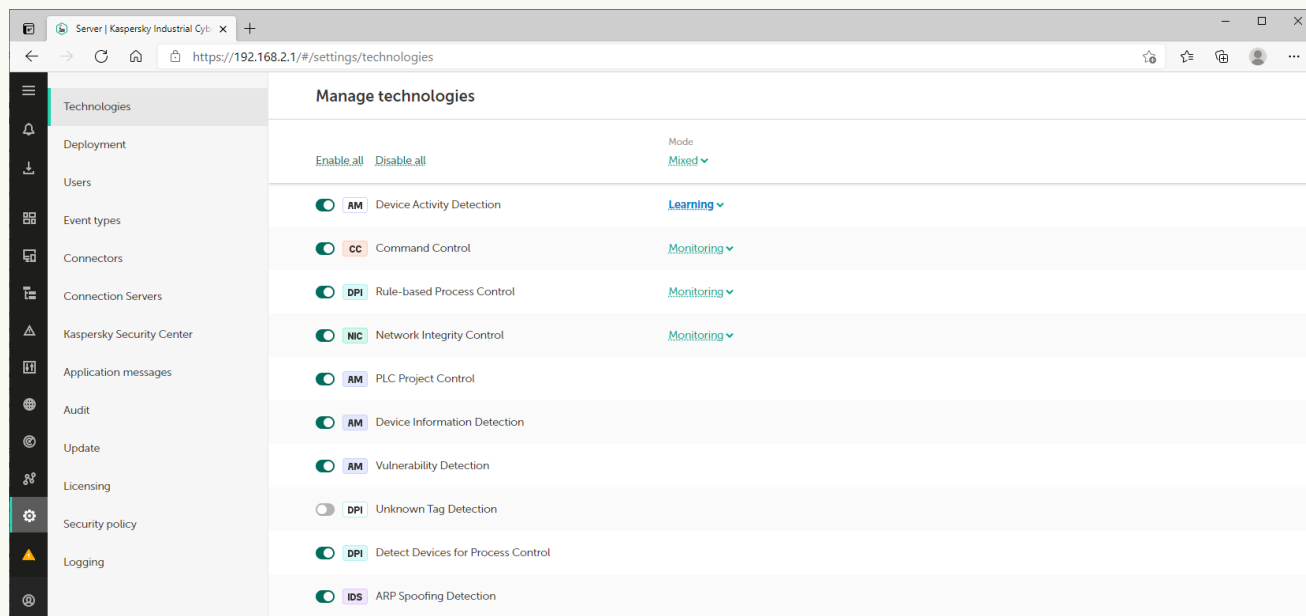 Server | Kaspersky Industrial Cyb
https://192.168.2.1/#/settings/technologies
Technologies
Deployment
Users
Event types
Connectors
Connection Servers
Kaspersky Security Center
Application messages
Audit
Update
Licensing
Security policy
Logging
Manage technologies
Mode
Enable all Disable all Mixed
AM Device Activity Detection Learning
CC Command Control Monitoring
DPI Rule-based Process Control Monitoring
NIC Network Integrity Control Monitoring
AM PLC Project Control
AM Device Information Detection
AM Vulnerability Detection
DPI Unknown Tag Detection
DPI Detect Devices for Process Control
IDS ARP Spoofing Detection